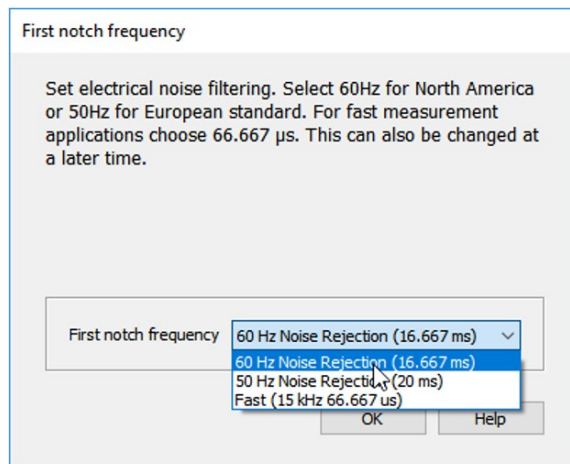 First notch frequency
Set electrical noise filtering. Select 60Hz for North America
or 50Hz for European standard. For fast measurement
applications choose 66.667 μs. This can also be changed at
a later time.
First notch frequency 60 Hz Noise Rejection (16.667 ms)
60 Hz Noise Rejection (16.667 ms)
50 Hz Noise Rejection (20 ms)
Fast (15 kHz 66.667 us)
OK Help